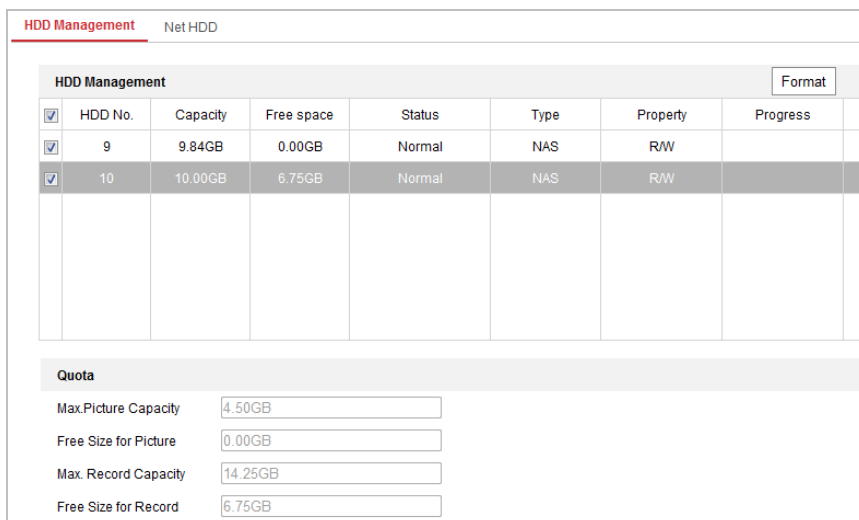 HDD Management Net HDD
HDD Management Format
HDD No. Capacity Free space Status Type Property Progress
9 9.84GB 0.00GB Normal NAS R/W
10 10.00GB 6.75GB Normal NAS R/W
Quota
Max.Picture Capacity 4.50GB
Free Size for Picture 0.00GB
Max. Record Capacity 14.25GB
Free Size for Record 6.75GB